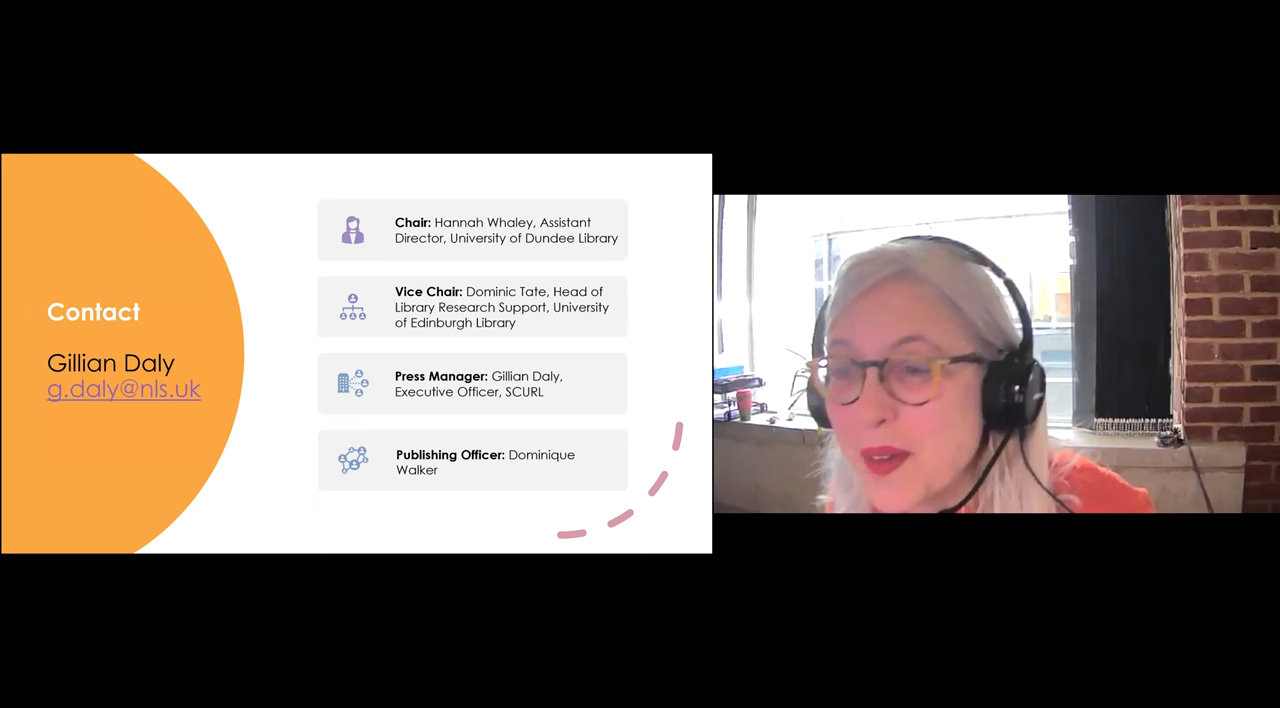 Contact
Gillian Daly
g.daly@nls.uk
Chair: Hannah Whaley, Assistant
Director, University of Dundee Library
Vice Chair: Dominic Tate, Head of
Library Research Support, University
of Edinburgh Library
Press Manager: Gillian Daly,
Executive Officer, SCURL
Publishing Officer: Dominique
Walker